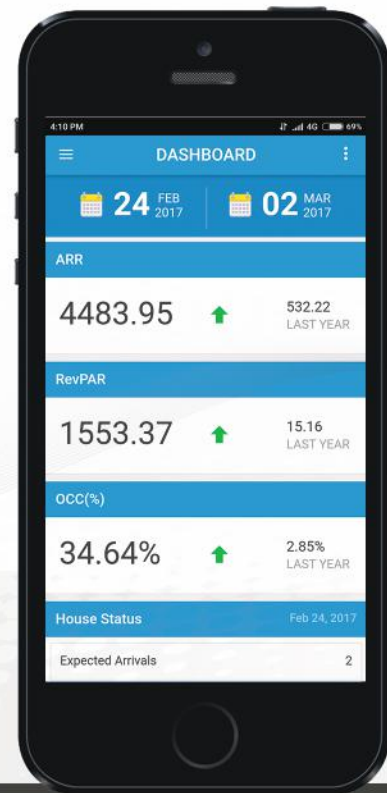 4:10 PM 4G 69%
DASHBOARD
24 FEB 2017 02 MAR 2017
ARR
4483.95 532.22
LAST YEAR
RevPAR
1553.37 15.16
LAST YEAR
OCC(%)
34.64% 2.85%
LAST YEAR
House Status Feb 24, 2017
Expected Arrivals 2